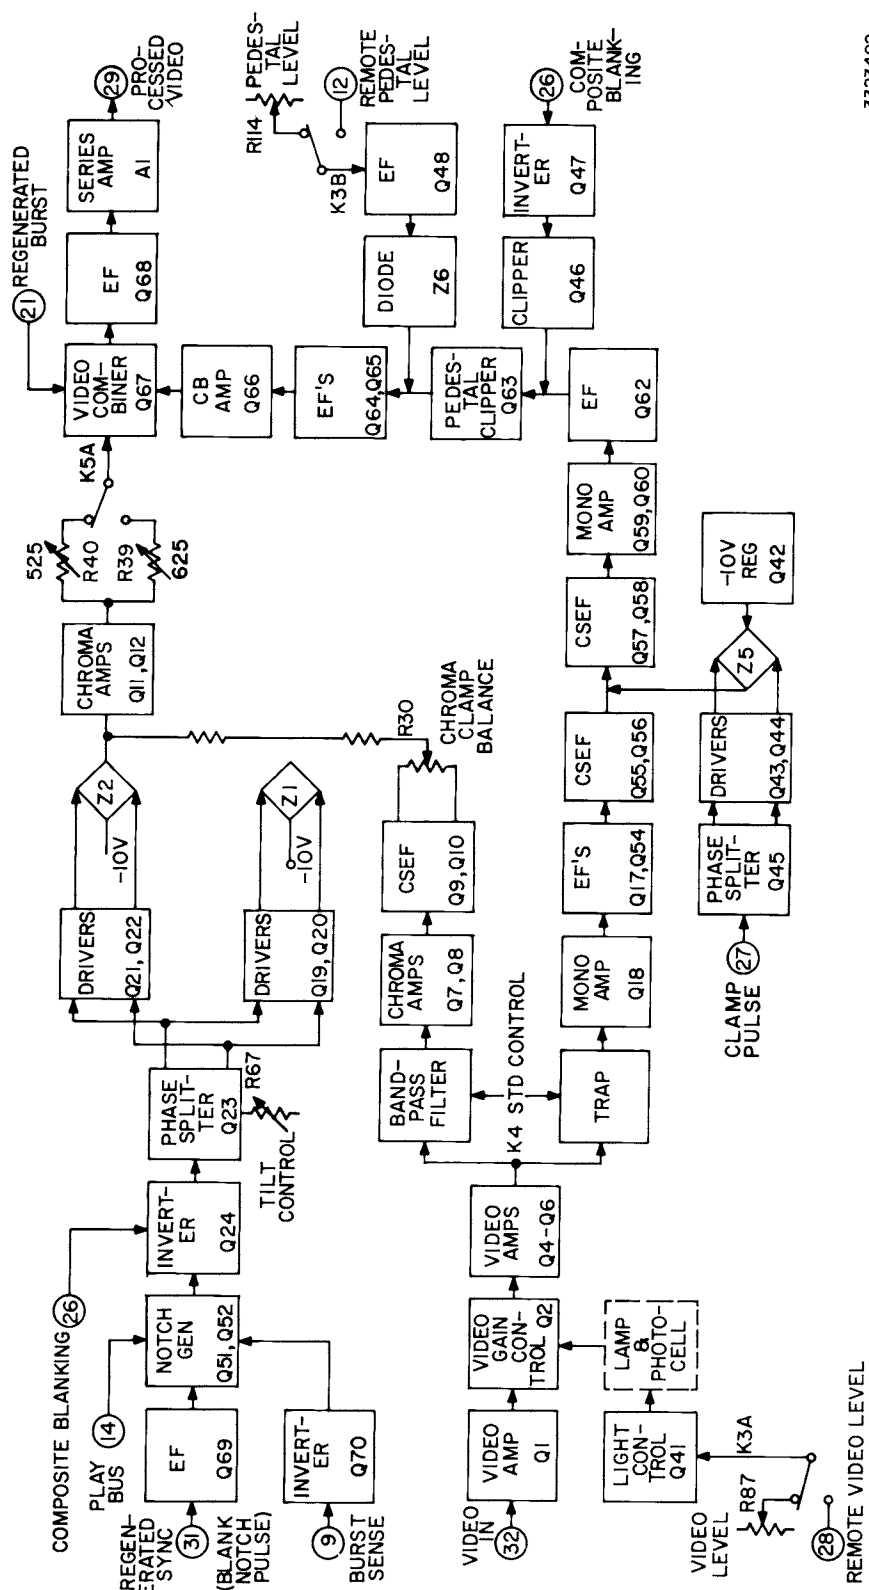 REGEN-
ERATED
SYNC
31
(BLANK
NOTCH
PULSE)
EF
Q69
PLAY
BUS
14
COMPOSITE BLANKING
26
NOTCH
GEN
Q51, Q52
9
BURST
SENSE
INVERT-
ER
Q70
INVERT-
ER
Q24
PHASE
SPLIT-
TER
Q23
R67
TILT
CONTROL
DRIVERS
Q21, Q22
DRIVERS
Q19, Q20
-10V
Z2
-10V
Z1
CHROMA
AMPS
Q11, Q12
525
R40
R39
625
K5A
21
REGENERATED
BURST
VIDEO
COM-
BINER
Q67
EF
Q68
SERIES
AMP
A1
29
PRO-
CESSED
VIDEO
VIDEO
IN
32
VIDEO
AMP
Q1
VIDEO
GAIN
CON-
TROL Q2
VIDEO
AMPS
Q4-Q6
K4 STD CONTROL
BAND-
PASS
FILTER
CHROMA
AMPS
Q7, Q8
CSEF
Q9, Q10
R30
CHROMA
CLAMP
BALANCE
TRAP
MONO
AMP
Q18
EF'S
Q17, Q54
CSEF
Q55, Q56
CSEF
Q57, Q58
MONO
AMP
Q59, Q60
EF
Q62
PEDES-
TAL
CLIPPER
Q63
EF'S
Q64, Q65
CB
AMP
Q66
R114
PEDES-
TAL
LEVEL
12
REMOTE
PEDES-
TAL
LEVEL
K3B
EF
Q48
DIODE
Z6
26
COM-
POSITE
BLANK-
ING
INVERT-
ER
Q47
CLIPPER
Q46
VIDEO
LEVEL
R87
28
REMOTE VIDEO LEVEL
K3A
LIGHT
CON-
TROL
Q41
LAMP
&
PHOTO-
CELL
CLAMP
PULSE
27
PHASE
SPLIT-
TER
Q45
DRIVERS
Q43, Q44
Z5
-10V
REG
Q42